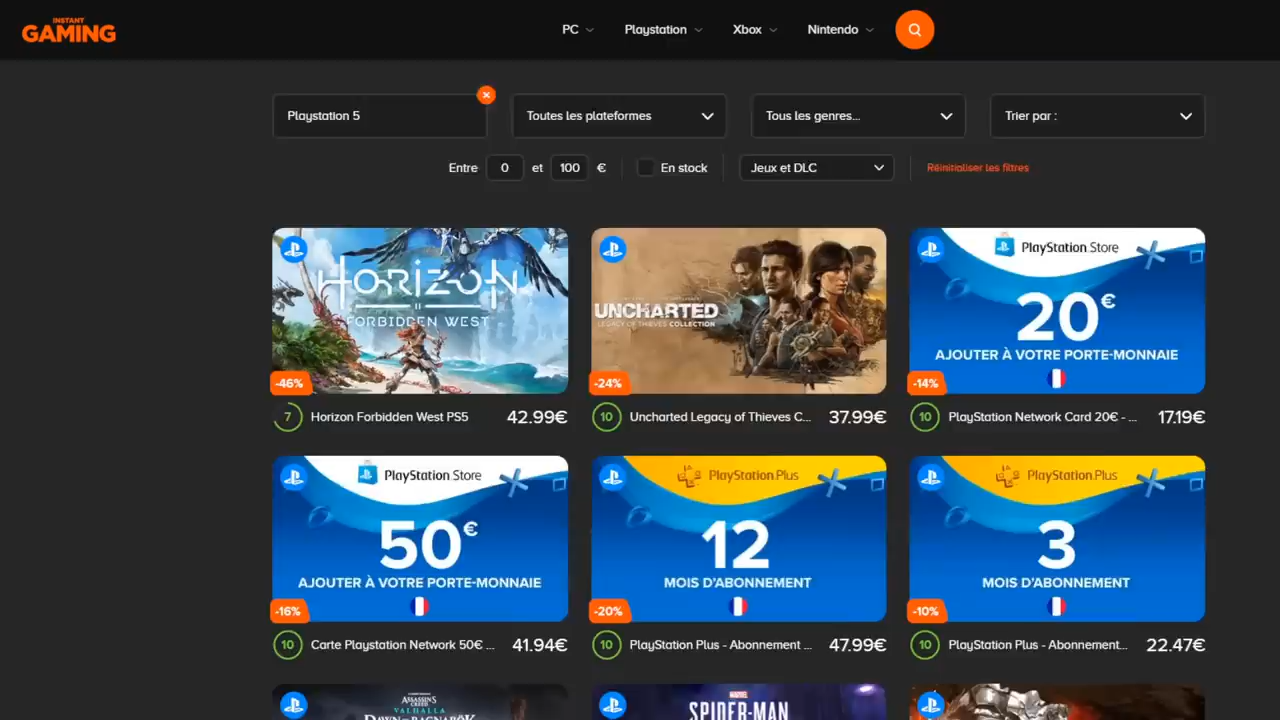 INSTANT
GAMING
PC
Playstation
Xbox
Nintendo
Playstation 5
Toutes les plateformes
Tous les genres...
Trier par :
Entre 0 et 100 €
En stock
Jeux et DLC
Réinitialiser les filtres
HORIZON
II
FORBIDDEN WEST
-46%
7 Horizon Forbidden West PS5 42.99€
UNCHARTED
LEGACY OF THIEVES COLLECTION
-24%
10 Uncharted Legacy of Thieves C... 37.99€
PlayStation Store
20€
AJOUTER À VOTRE PORTE-MONNAIE
-14%
10 PlayStation Network Card 20€ - ... 17.19€
PlayStation Store
50€
AJOUTER À VOTRE PORTE-MONNAIE
-16%
10 Carte Playstation Network 50€ ... 41.94€
PlayStation Plus
12
MOIS D'ABONNEMENT
-20%
10 PlayStation Plus - Abonnement ... 47.99€
PlayStation Plus
3
MOIS D'ABONNEMENT
-10%
10 PlayStation Plus - Abonnement... 22.47€
ASSASSIN'S
CREED
VALHALLA
DAWN OF RAGNARÖK
MARVEL
SPIDER-MAN